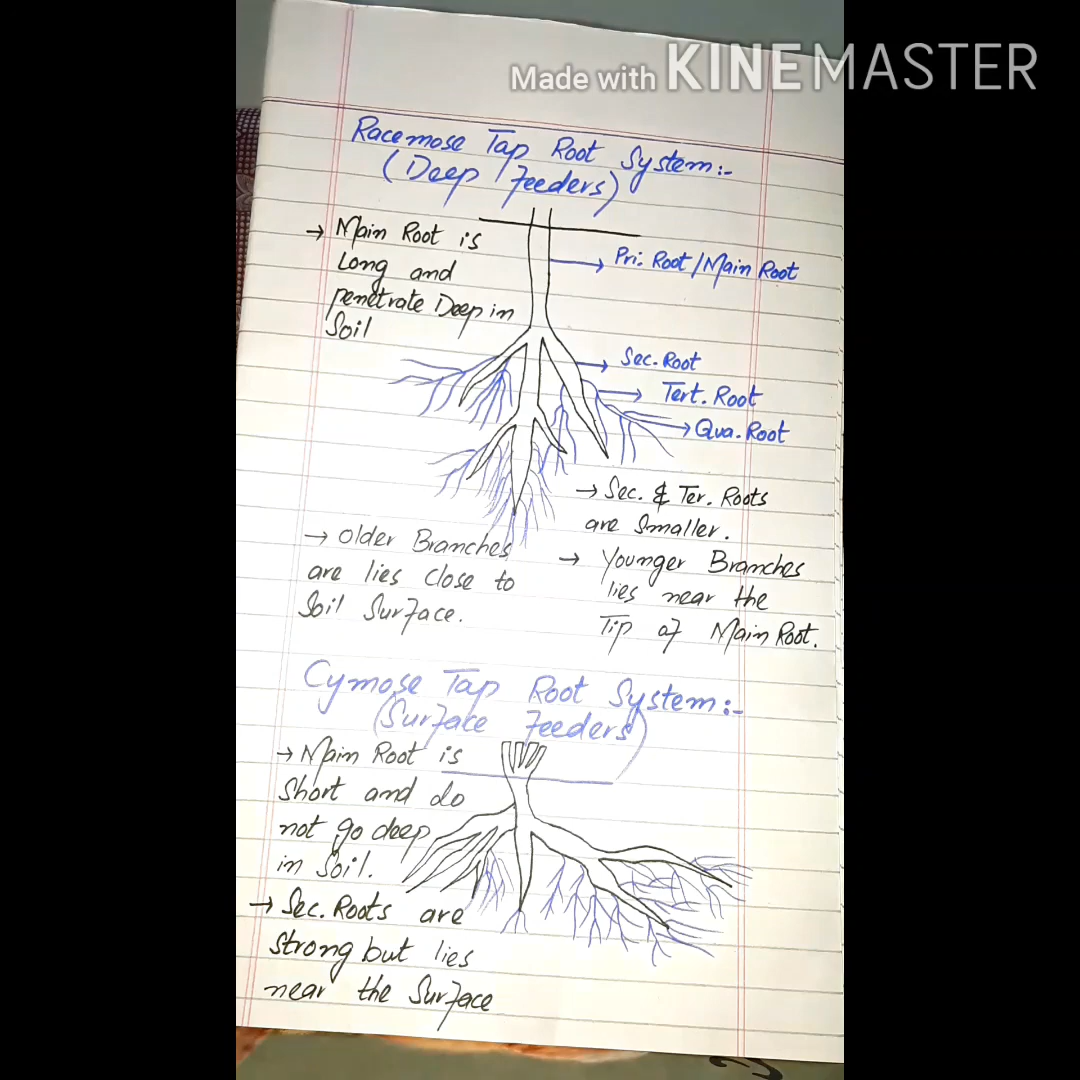 Made with KINEMASTER
Racemose Tap Root System:-
(Deep Feeders)
→ Main Root is
Long and
penetrate Deep in
Soil
Pri. Root/Main Root
Sec. Root
Tert. Root
Qua. Root
→ Sec. & Ter. Roots
are Smaller.
→ Older Branches
are lies close to
Soil Surface.
→ Younger Branches
lies near the
Tip of Main Root.
Cymose Tap Root System:-
(Surface Feeders)
→ Main Root is
Short and do
not go deep
in Soil.
→ Sec. Roots are
strong but lies
near the Surface